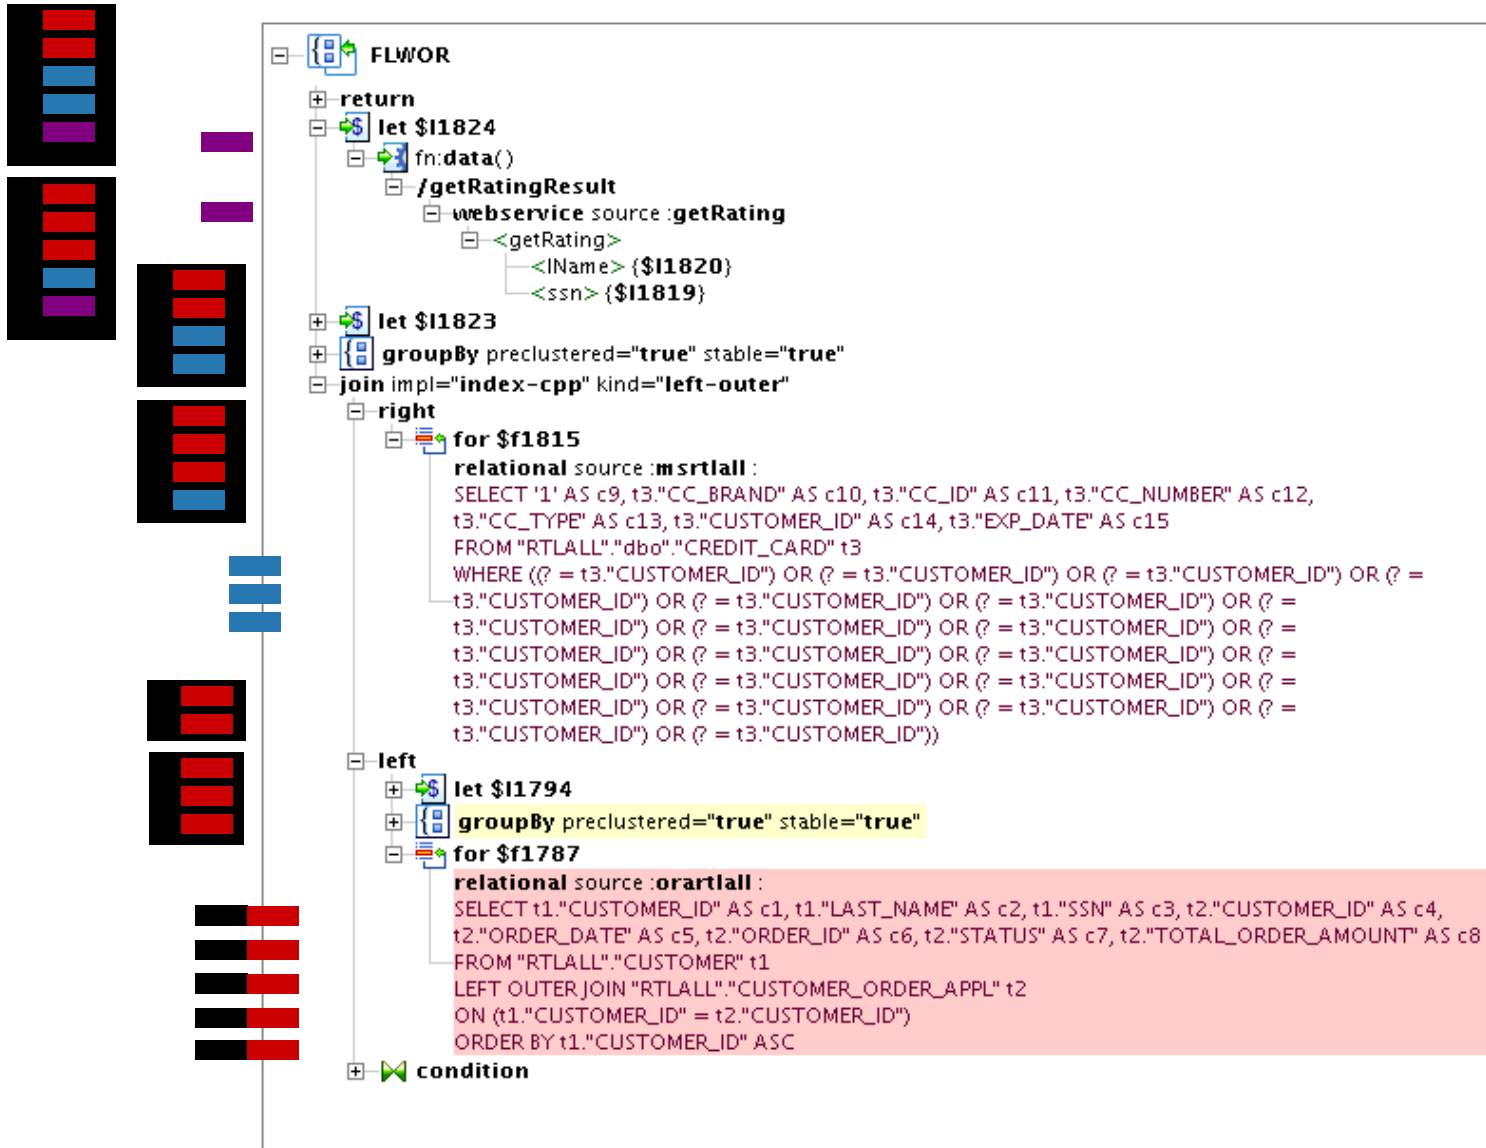 FLWOR
return
let $l1824
fn:data()
/getRatingResult
webservice source :getRating
<getRating>
<lName> {$l1820}
<ssn> {$l1819}
let $l1823
groupBy preclustered="true" stable="true"
join impl="index-cpp" kind="left-outer"
right
for $f1815
relational source :msrtlall :
SELECT '1' AS c9, t3."CC_BRAND" AS c10, t3."CC_ID" AS c11, t3."CC_NUMBER" AS c12,
t3."CC_TYPE" AS c13, t3."CUSTOMER_ID" AS c14, t3."EXP_DATE" AS c15
FROM "RTLALL"."dbo"."CREDIT_CARD" t3
WHERE ((? = t3."CUSTOMER_ID") OR (? = t3."CUSTOMER_ID") OR (? = t3."CUSTOMER_ID") OR (? =
t3."CUSTOMER_ID") OR (? = t3."CUSTOMER_ID") OR (? = t3."CUSTOMER_ID") OR (? =
t3."CUSTOMER_ID") OR (? = t3."CUSTOMER_ID") OR (? = t3."CUSTOMER_ID") OR (? =
t3."CUSTOMER_ID") OR (? = t3."CUSTOMER_ID") OR (? = t3."CUSTOMER_ID") OR (? =
t3."CUSTOMER_ID") OR (? = t3."CUSTOMER_ID") OR (? = t3."CUSTOMER_ID") OR (? =
t3."CUSTOMER_ID") OR (? = t3."CUSTOMER_ID") OR (? = t3."CUSTOMER_ID") OR (? =
t3."CUSTOMER_ID") OR (? = t3."CUSTOMER_ID"))
left
let $l1794
groupBy preclustered="true" stable="true"
for $f1787
relational source :orartlall :
SELECT t1."CUSTOMER_ID" AS c1, t1."LAST_NAME" AS c2, t1."SSN" AS c3, t2."CUSTOMER_ID" AS c4,
t2."ORDER_DATE" AS c5, t2."ORDER_ID" AS c6, t2."STATUS" AS c7, t2."TOTAL_ORDER_AMOUNT" AS c8
FROM "RTLALL"."CUSTOMER" t1
LEFT OUTER JOIN "RTLALL"."CUSTOMER_ORDER_APPL" t2
ON (t1."CUSTOMER_ID" = t2."CUSTOMER_ID")
ORDER BY t1."CUSTOMER_ID" ASC
condition